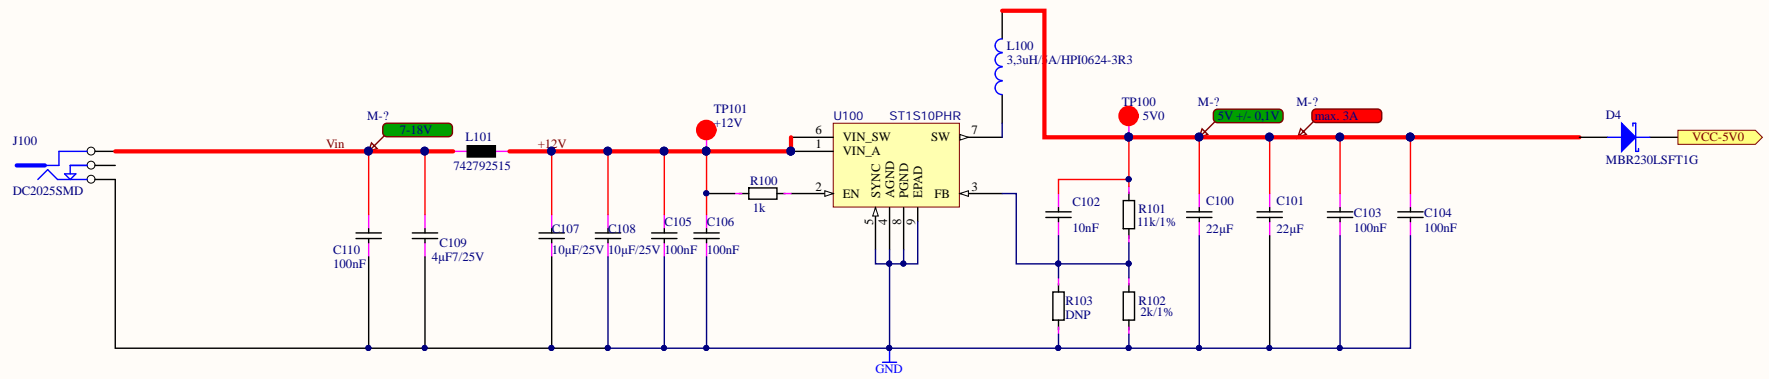 J100
DC2025SMD
Vin
M-?
7-18V
C110
100nF
C109
4µF7/25V
L101
742792515
+12V
C107
10µF/25V
C108
10µF/25V
C105
100nF
C106
100nF
TP101
+12V
R100
1k
U100
ST1S10PHR
6
VIN_SW
1
VIN_A
2
EN
SW
7
FB
3
SYNC
AGND
PGND
EPAD
5
4
8
9
GND
L100
3,3uH/5A/HPI0624-3R3
TP100
5V0
C102
10nF
R101
11k/1%
R103
DNP
R102
2k/1%
M-?
5V +/- 0,1V
M-?
max. 3A
C100
22µF
C101
22µF
C103
100nF
C104
100nF
D4
MBR230LSFT1G
VCC-5V0